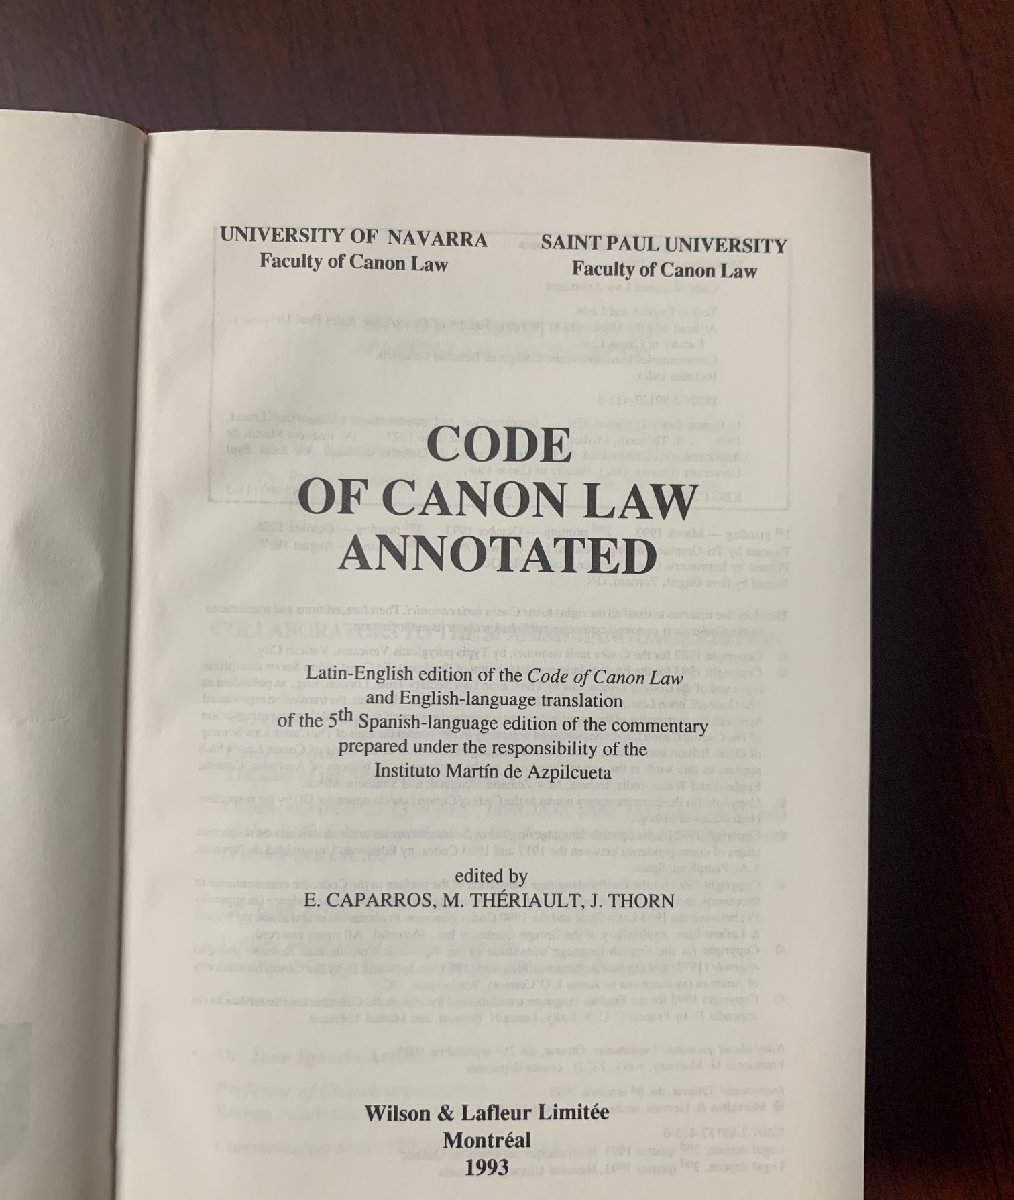 UNIVERSITY OF NAVARRA
Faculty of Canon Law
SAINT PAUL UNIVERSITY
Faculty of Canon Law
CODE
OF CANON LAW
ANNOTATED
Latin-English edition of the Code of Canon Law
and English-language translation
of the 5th Spanish-language edition of the commentary
prepared under the responsibility of the
Instituto Martín de Azpilcueta
edited by
E. CAPARROS, M. THÉRIAULT, J. THORN
Wilson & Lafleur Limitée
Montréal
1993